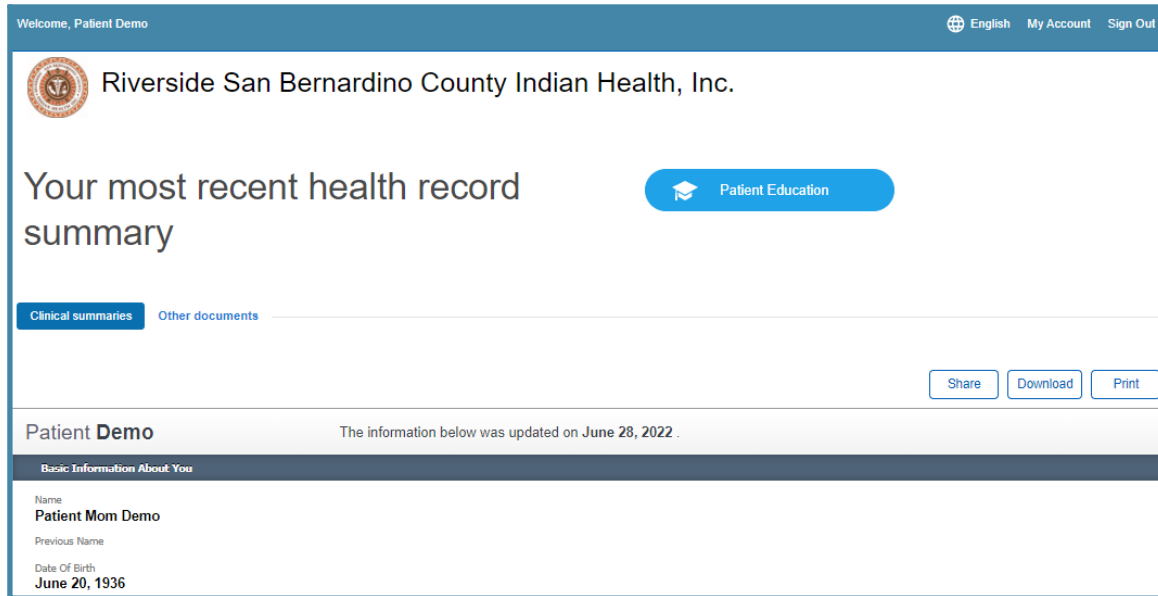 Welcome, Patient Demo
English My Account Sign Out
Riverside San Bernardino County Indian Health, Inc.
Your most recent health record
summary
Patient Education
Clinical summaries Other documents
Share Download Print
Patient Demo
The information below was updated on June 28, 2022 .
Basic Information About You
Name
Patient Mom Demo
Previous Name
Date Of Birth
June 20, 1936